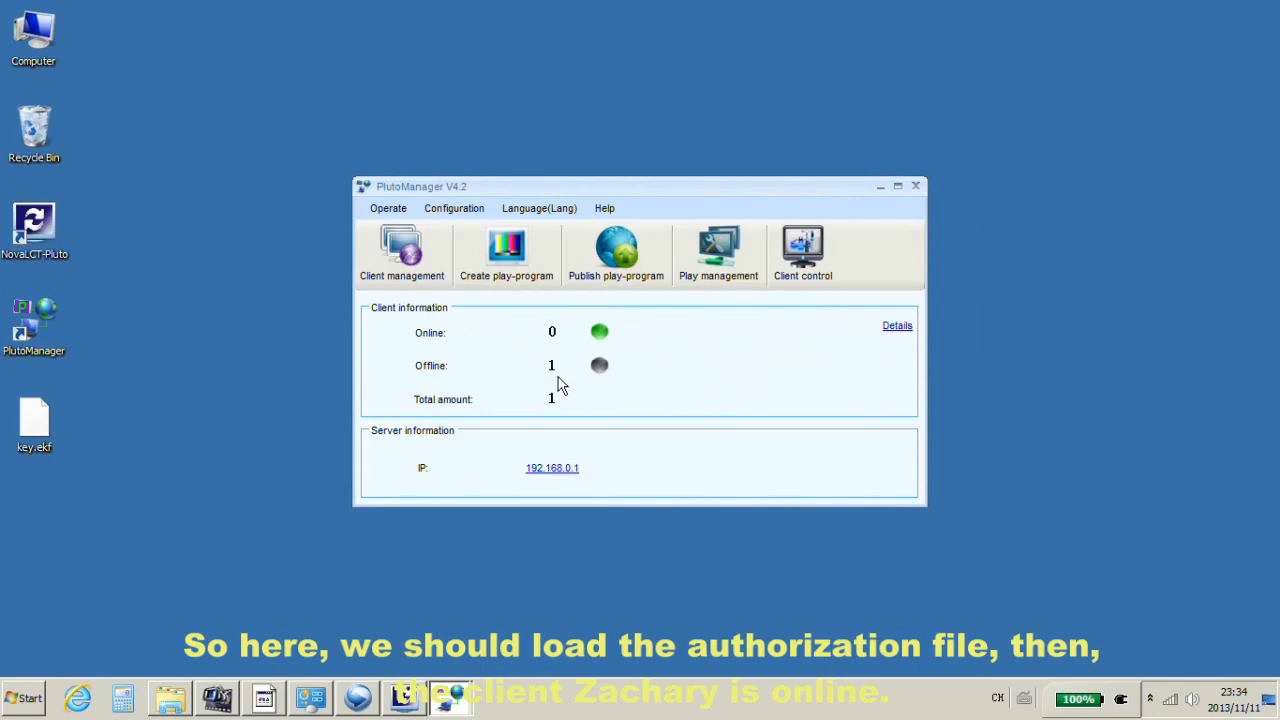 Computer
Recycle Bin
NovaLCT-Pluto
PlutoManager
key.ekf
PlutoManager V4.2
Operate Configuration Language(Lang) Help
Client management Create play-program Publish play-program Play management Client control
Client information
Details
Online: 0
Offline: 1
Total amount: 1
Server information
IP: 192.168.0.1
So here, we should load the authorization file, then,
the client Zachary is online.
Start
CH
100%
23:34
2013/11/11